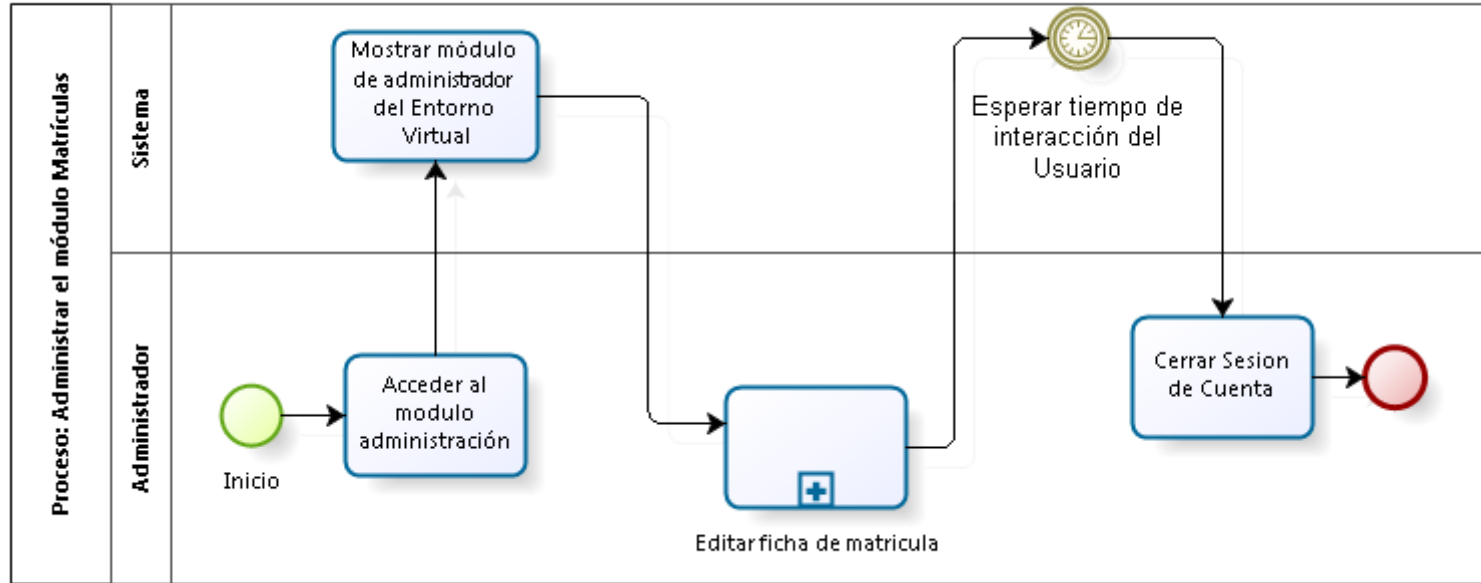 Proceso: Administrar el módulo Matrículas
Sistema
Mostrar módulo
de administrador
del Entorno
Virtual
Esperar tiempo de
interacción del
Usuario
Administrador
Inicio
Acceder al
modulo
administración
Editar ficha de matricula
Cerrar Sesion
de Cuenta